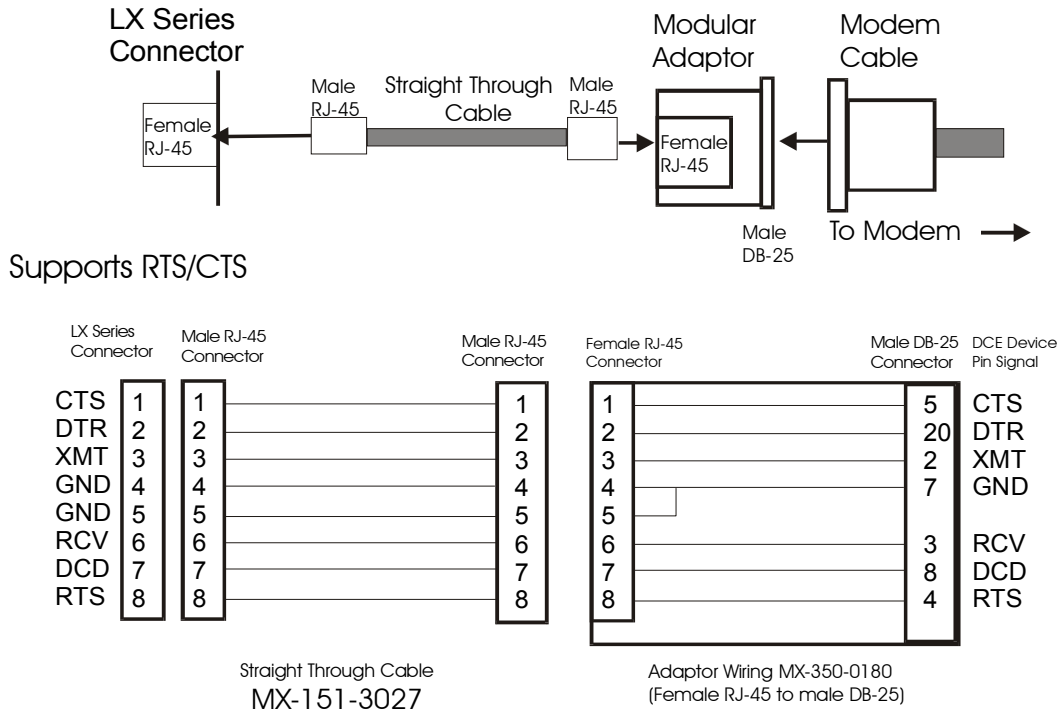 LX Series
Connector
Modular
Adaptor
Modem
Cable
Female
RJ-45
Male
RJ-45
Straight Through
Cable
Male
RJ-45
Female
RJ-45
Male
DB-25
To Modem
Supports RTS/CTS
LX Series
Connector
Male RJ-45
Connector
Male RJ-45
Connector
Female RJ-45
Connector
Male DB-25
Connector
DCE Device
Pin Signal
CTS 1 1 1 1 5 CTS
DTR 2 2 2 2 20 DTR
XMT 3 3 3 3 2 XMT
GND 4 4 4 4 7 GND
GND 5 5 5 5
RCV 6 6 6 6 3 RCV
DCD 7 7 7 7 8 DCD
RTS 8 8 8 8 4 RTS
Straight Through Cable
MX-151-3027
Adaptor Wiring MX-350-0180
(Female RJ-45 to male DB-25)